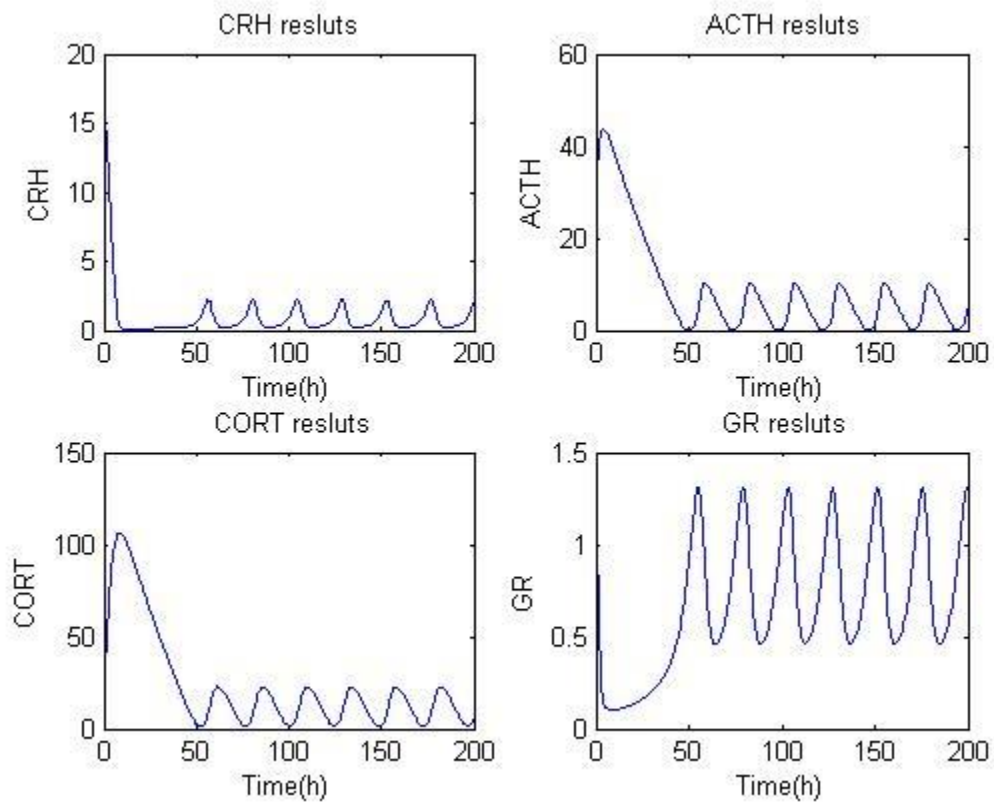 CRH resluts
20
15
10
5
0
CRH
0 50 100 150 200
Time(h)
ACTH resluts
60
40
20
0
ACTH
0 50 100 150 200
Time(h)
CORT resluts
150
100
50
0
CORT
0 50 100 150 200
Time(h)
GR resluts
1.5
1
0.5
0
GR
0 50 100 150 200
Time(h)